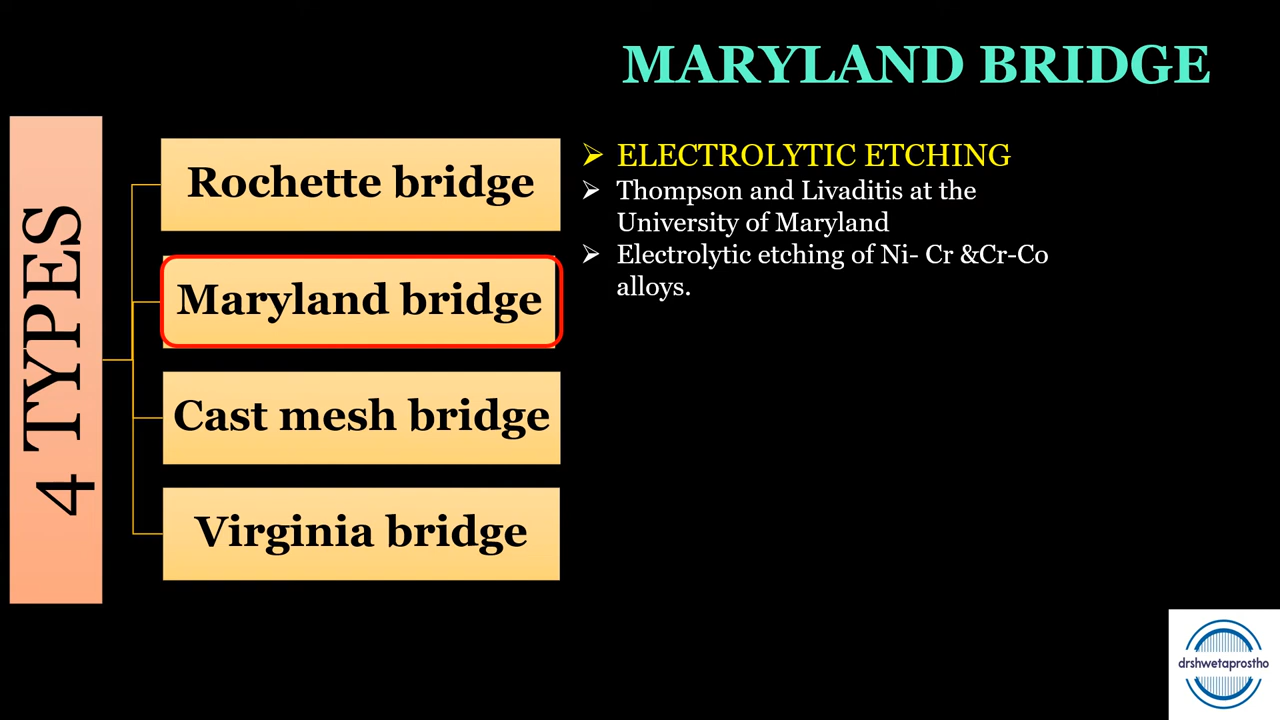 MARYLAND BRIDGE
4 TYPES
Rochette bridge
Maryland bridge
Cast mesh bridge
Virginia bridge
➢ ELECTROLYTIC ETCHING
➢ Thompson and Livaditis at the
University of Maryland
➢ Electrolytic etching of Ni- Cr &Cr-Co
alloys.
drshwetaprostho